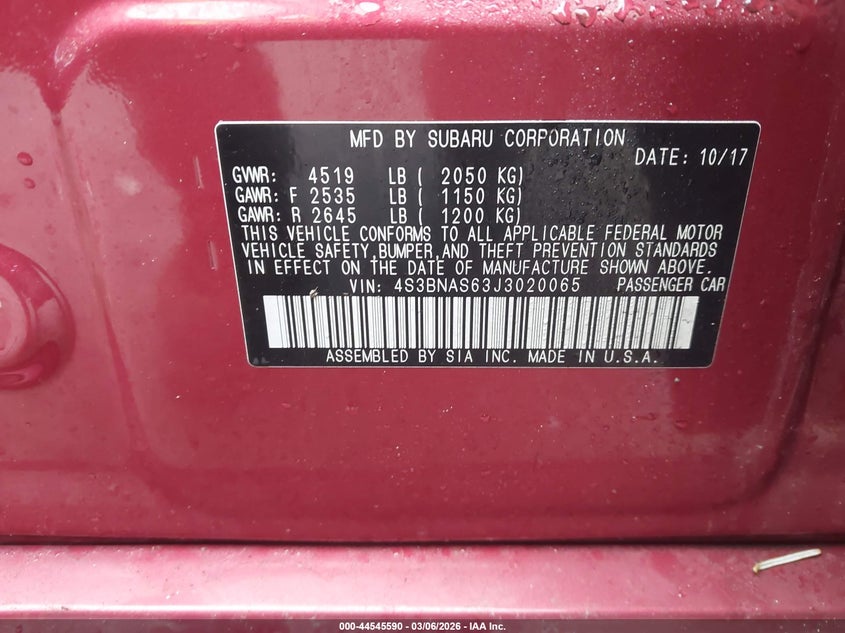 MFD BY SUBARU CORPORATION
DATE: 10/17
GVWR: 4519 LB ( 2050 KG)
GAWR: F 2535 LB ( 1150 KG)
GAWR: R 2645 LB ( 1200 KG)
THIS VEHICLE CONFORMS TO ALL APPLICABLE FEDERAL MOTOR
VEHICLE SAFETY,BUMPER,AND THEFT PREVENTION STANDARDS
IN EFFECT ON THE DATE OF MANUFACTURE SHOWN ABOVE.
VIN: 4S3BNAS63J3020065 PASSENGER CAR
ASSEMBLED BY SIA INC. MADE IN U.S.A.
000-44545590 - 03/06/2026 - IAA Inc.